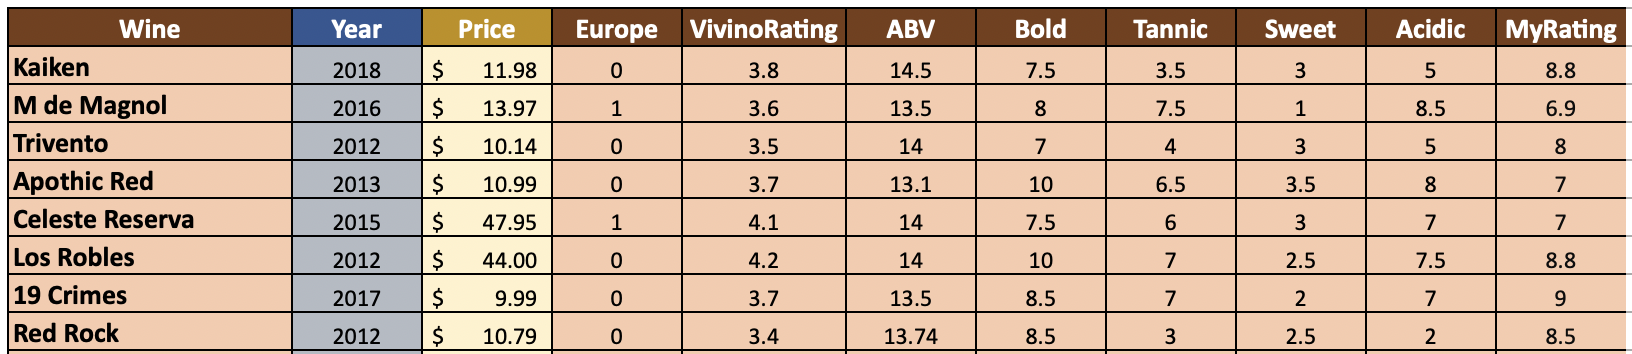 Wine Year Price Europe VivinoRating ABV Bold Tannic Sweet Acidic MyRating
Kaiken 2018 $ 11.98 0 3.8 14.5 7.5 3.5 3 5 8.8
M de Magnol 2016 $ 13.97 1 3.6 13.5 8 7.5 1 8.5 6.9
Trivento 2012 $ 10.14 0 3.5 14 7 4 3 5 8
Apothic Red 2013 $ 10.99 0 3.7 13.1 10 6.5 3.5 8 7
Celeste Reserva 2015 $ 47.95 1 4.1 14 7.5 6 3 7 7
Los Robles 2012 $ 44.00 0 4.2 14 10 7 2.5 7.5 8.8
19 Crimes 2017 $ 9.99 0 3.7 13.5 8.5 7 2 7 9
Red Rock 2012 $ 10.79 0 3.4 13.74 8.5 3 2.5 2 8.5